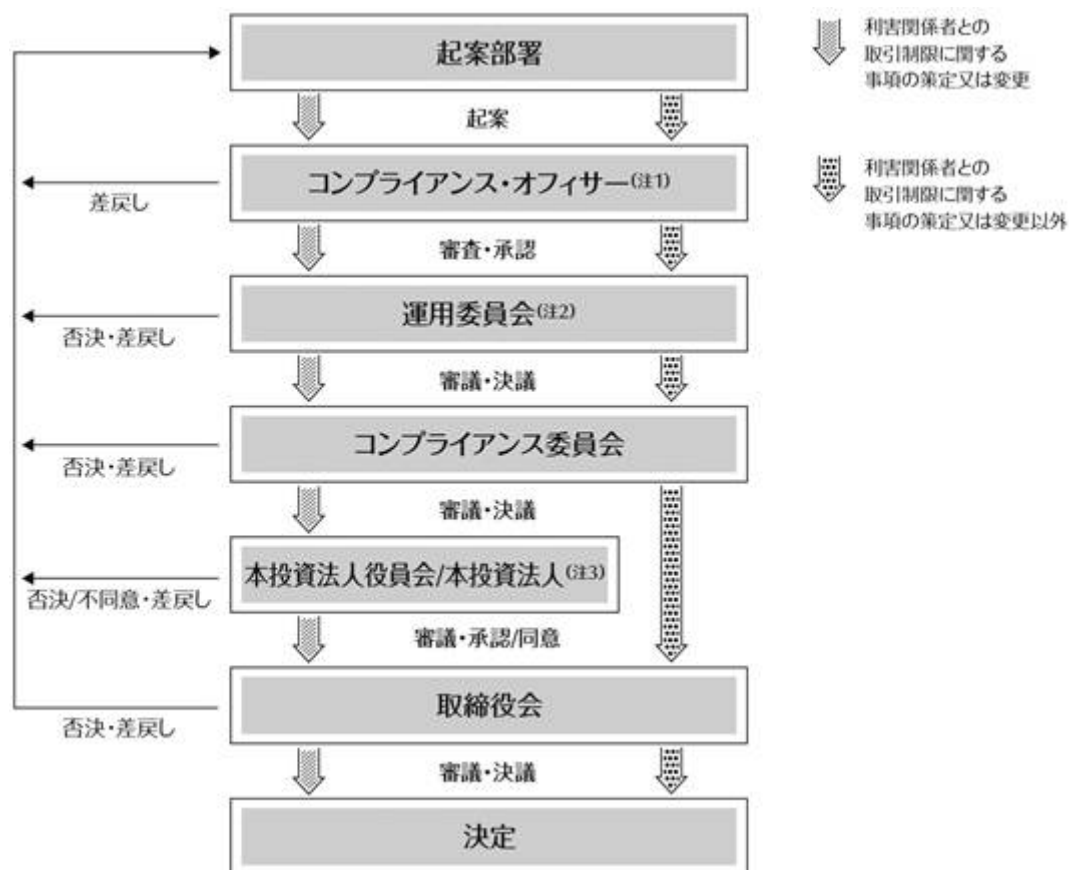 起案部署
起案
コンプライアンス・オフィサー(注1)
差戻し
審査・承認
運用委員会(注2)
否決・差戻し
審議・決議
コンプライアンス委員会
否決・差戻し
審議・決議
本投資法人役員会/本投資法人(注3)
否決/不同意・差戻し
審議・承認/同意
取締役会
否決・差戻し
審議・決議
決定
利害関係者との
取引制限に関する
事項の策定又は変更
利害関係者との
取引制限に関する
事項の策定又は変更以外